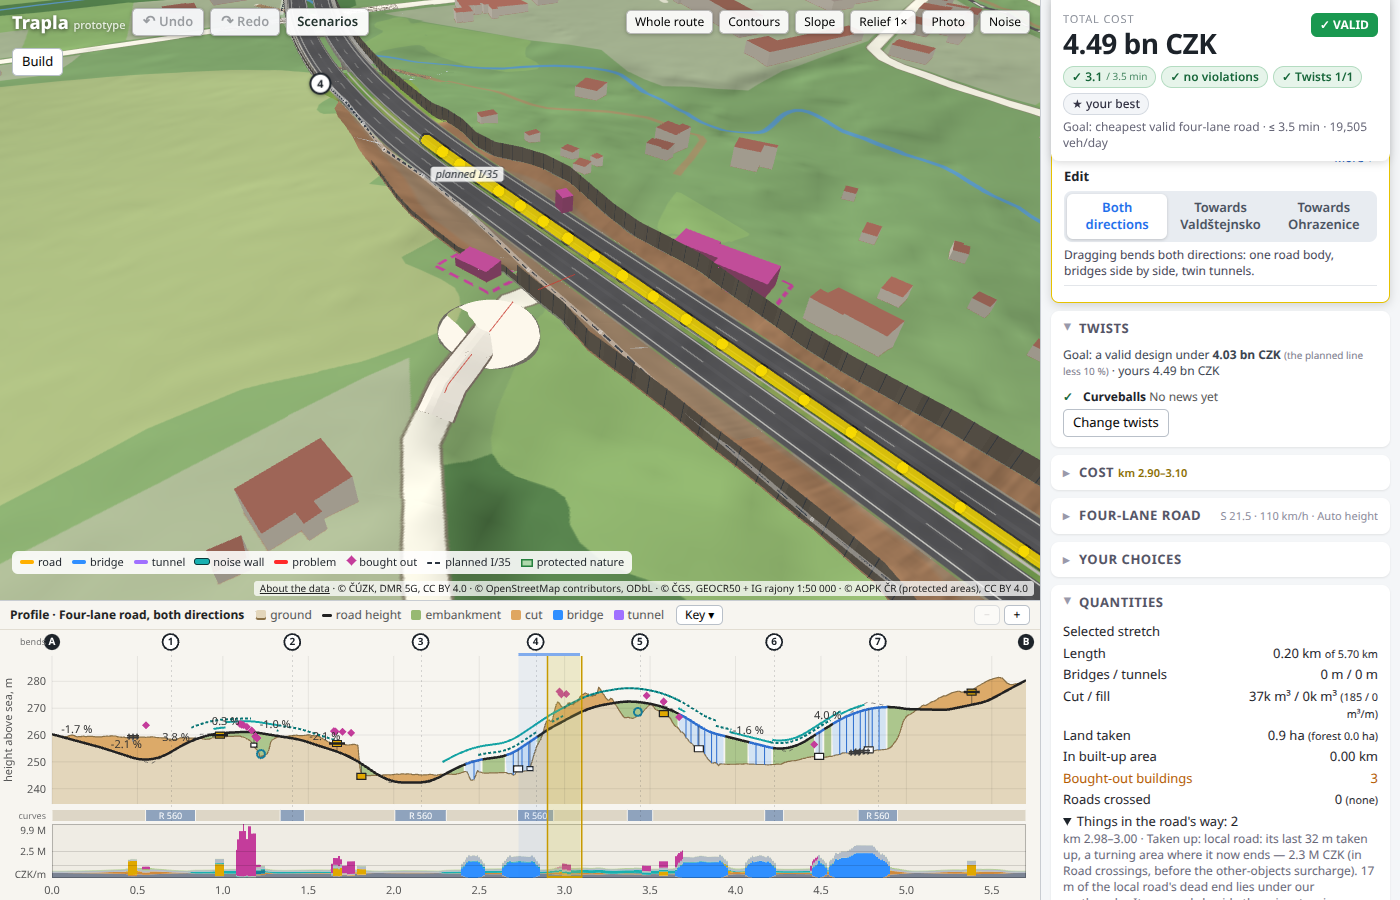 Trapla prototype
↶ Undo
↷ Redo
Scenarios
Whole route
Contours
Slope
Relief 1×
Photo
Noise
Build
4
planned I/35
road
bridge
tunnel
noise wall
problem
bought out
planned I/35
protected nature
About the data · © ČÚZK, DMR 5G, CC BY 4.0 · © OpenStreetMap contributors, ODbL · © ČGS, GEOCR50 + IG rajony 1:50 000 · © AOPK ČR (protected areas), CC BY 4.0
Profile · Four-lane road, both directions
ground
road height
embankment
cut
bridge
tunnel
Key ▾
−
+
bends
A 1 2 3 4 5 6 7 B
height above sea, m
280
270
260
250
240
-1.7 %
-2.1 %
3.8 %
0.3 %
-1.0 %
-2.1 %
-1.6 %
4.0 %
curves
R 560
R 560
R 560
R 560
9.9 M
2.5 M
CZK/m
0.0 0.5 1.0 1.5 2.0 2.5 3.0 3.5 4.0 4.5 5.0 5.5
TOTAL COST
4.49 bn CZK
✓ VALID
✓ 3.1 / 3.5 min
✓ no violations
✓ Twists 1/1
★ your best
Goal: cheapest valid four-lane road · ≤ 3.5 min · 19,505
veh/day
Edit
Both
directions
Towards
Valdštejnsko
Towards
Ohrazenice
Dragging bends both directions: one road body,
bridges side by side, twin tunnels.
▼ TWISTS
Goal: a valid design under 4.03 bn CZK (the planned line
less 10 %) · yours 4.49 bn CZK
✓ Curveballs No news yet
Change twists
▶ COST km 2.90–3.10
▶ FOUR-LANE ROAD S 21.5 · 110 km/h · Auto height
▶ YOUR CHOICES
▼ QUANTITIES
Selected stretch
Length 0.20 km of 5.70 km
Bridges / tunnels 0 m / 0 m
Cut / fill 37k m³ / 0k m³ (185 / 0
m³/m)
Land taken 0.9 ha (forest 0.0 ha)
In built-up area 0.00 km
Bought-out buildings 3
Roads crossed 0 (none)
▼ Things in the road's way: 2
km 2.98–3.00 · Taken up: local road: its last 32 m taken
up, a turning area where it now ends — 2.3 M CZK (in
Road crossings, before the other-objects surcharge). 17
m of the local road's dead end lies under our